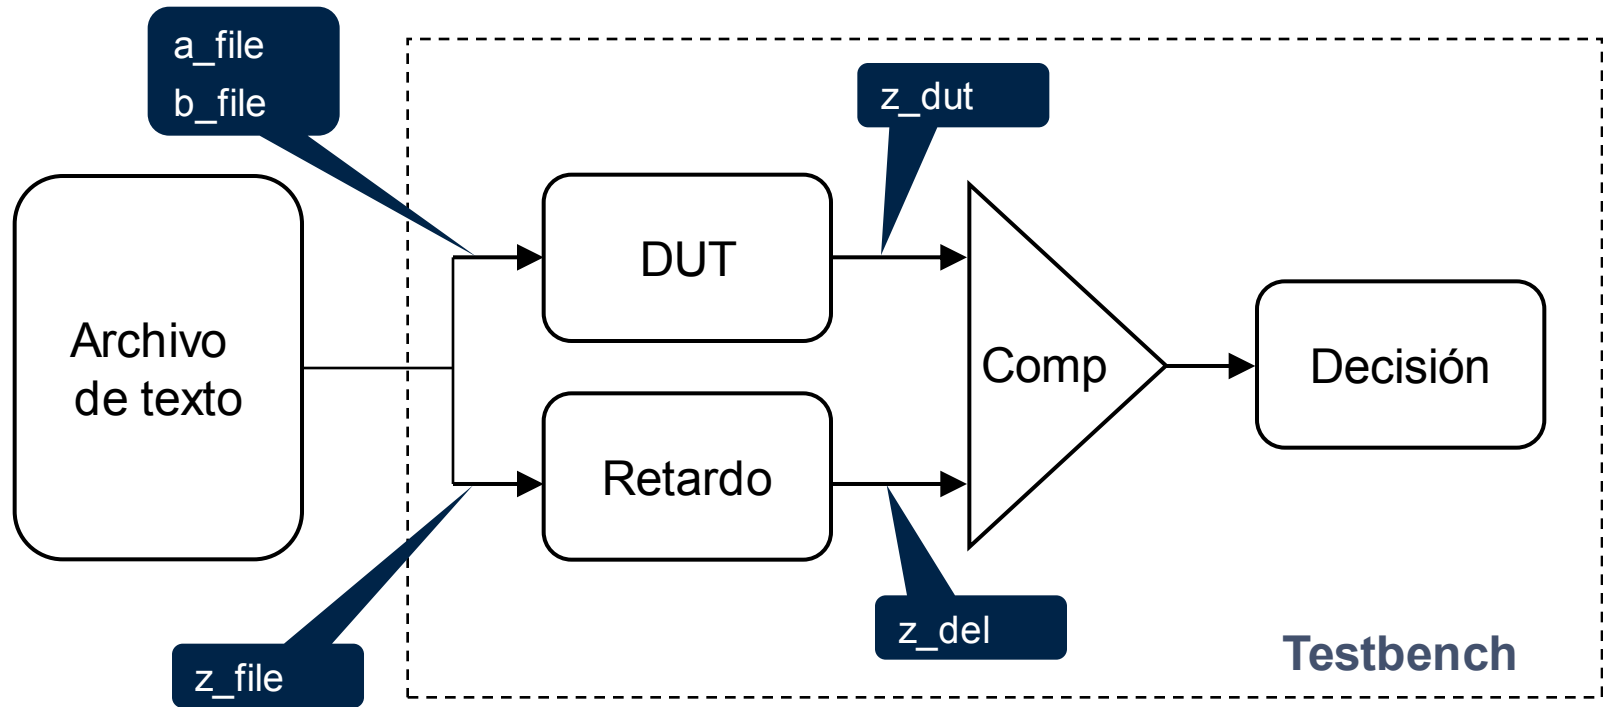 a_file
b_file
z_dut
DUT
Archivo
de texto
Comp
Decisión
Retardo
z_file
z_del
Testbench